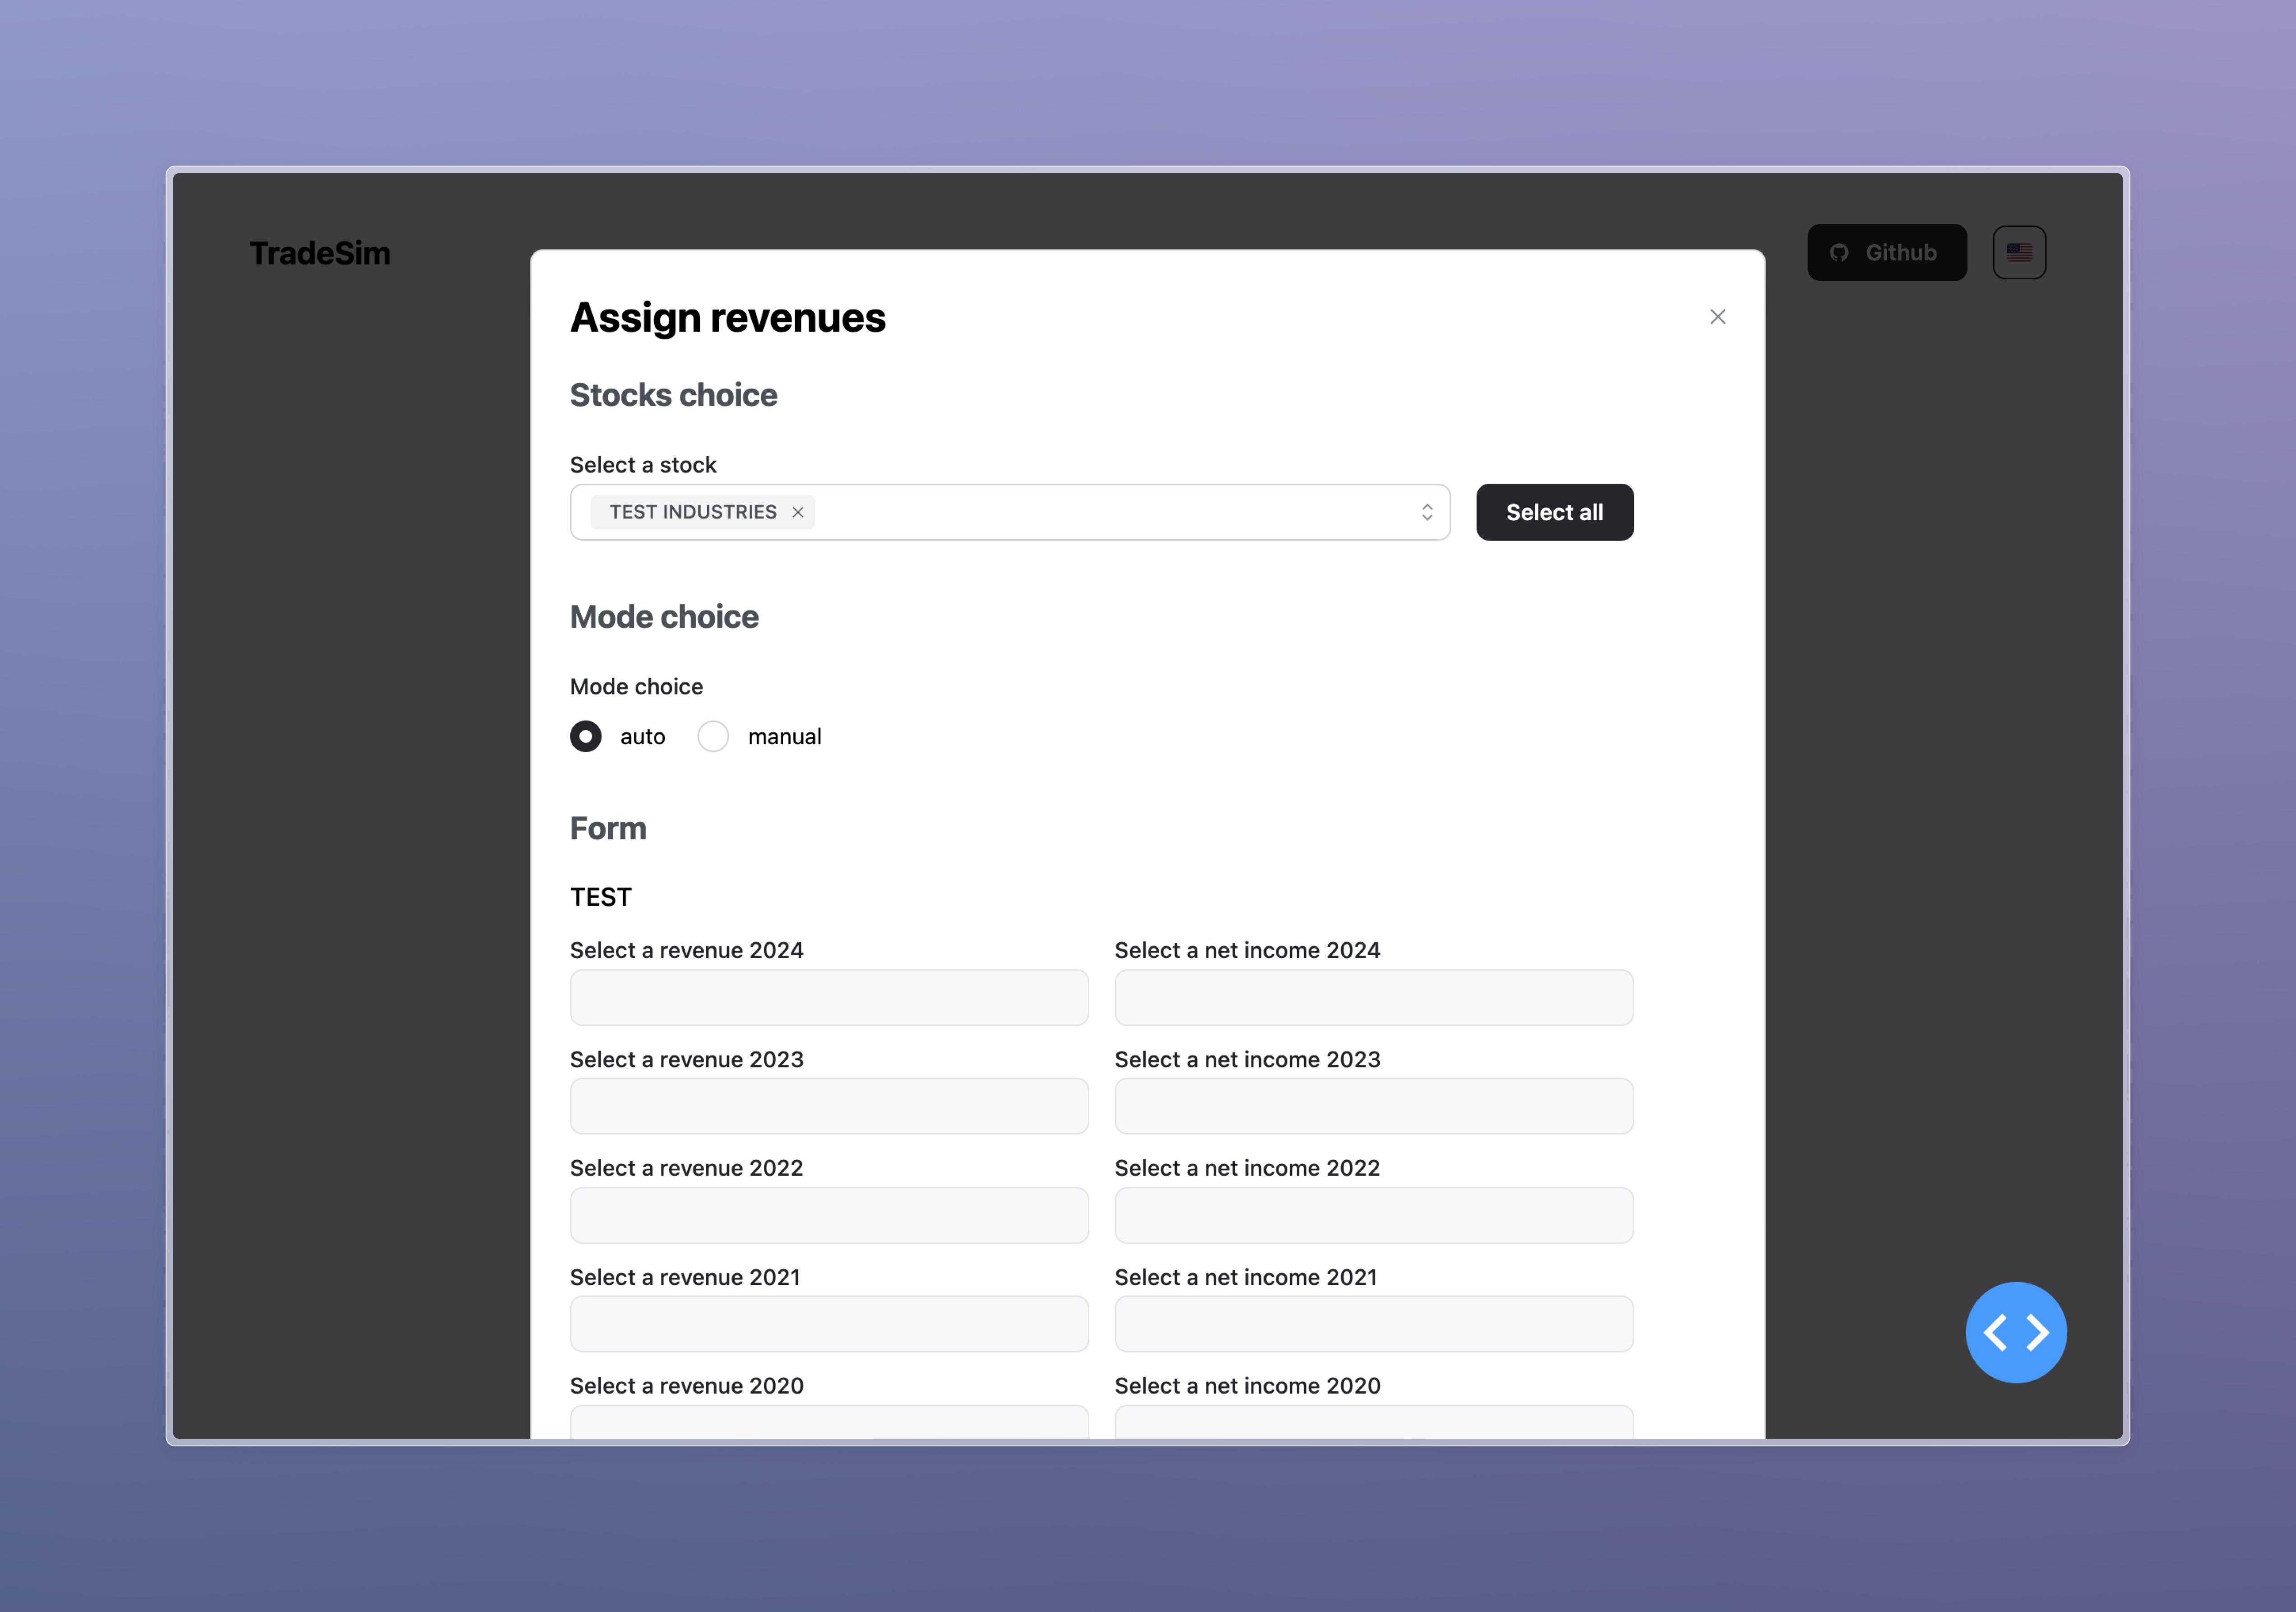 TradeSim
Github
Assign revenues
Stocks choice
Select a stock
TEST INDUSTRIES
Select all
Mode choice
Mode choice
auto manual
Form
TEST
Select a revenue 2024 Select a net income 2024
Select a revenue 2023 Select a net income 2023
Select a revenue 2022 Select a net income 2022
Select a revenue 2021 Select a net income 2021
Select a revenue 2020 Select a net income 2020